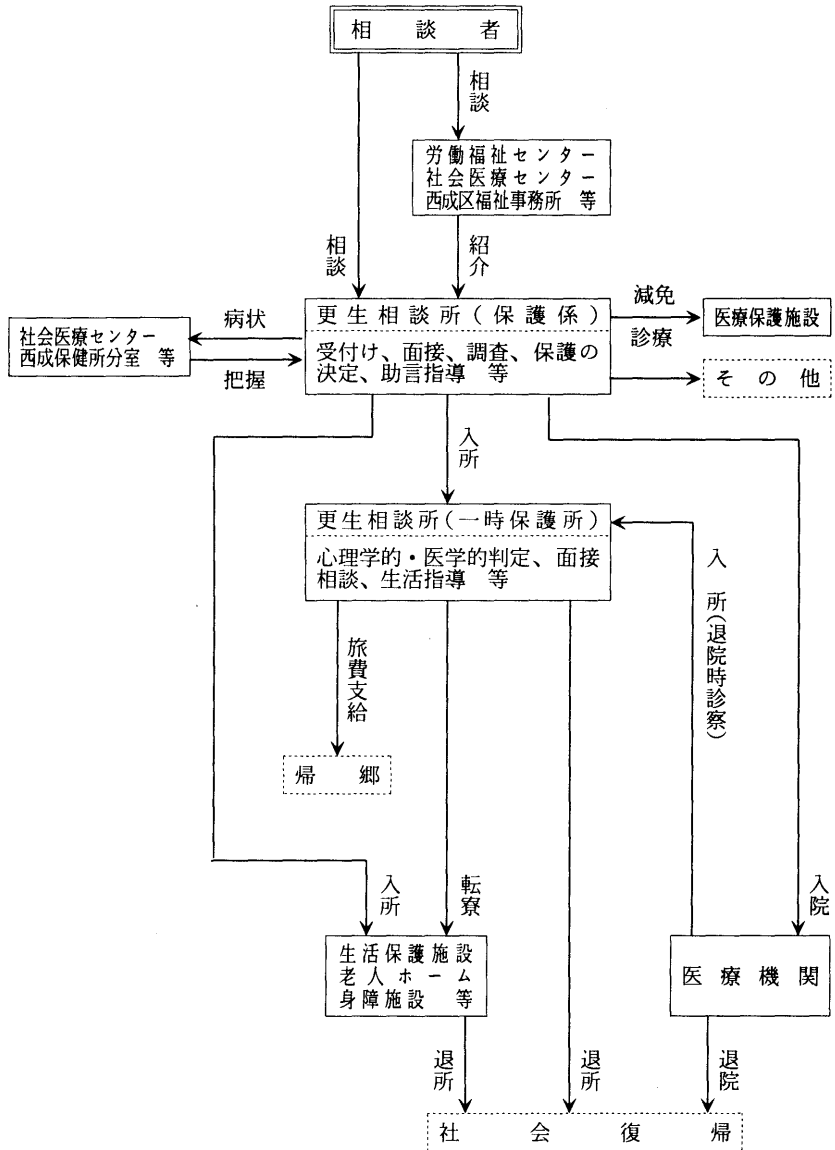 相談者
相談
労働福祉センター
社会医療センター
西成区福祉事務所 等
相談
紹介
更生相談所(保護係)
受付け、面接、調査、保護の
決定、助言指導 等
病状
把握
社会医療センター
西成保健所分室 等
減免
診療
医療保護施設
その他
入所
更生相談所(一時保護所)
心理学的・医学的判定、面接
相談、生活指導 等
入所(退院時診察)
旅費支給
帰郷
入所
転寮
入院
生活保護施設
老人ホーム
身障施設 等
医療機関
退所
退所
退院
社会復帰